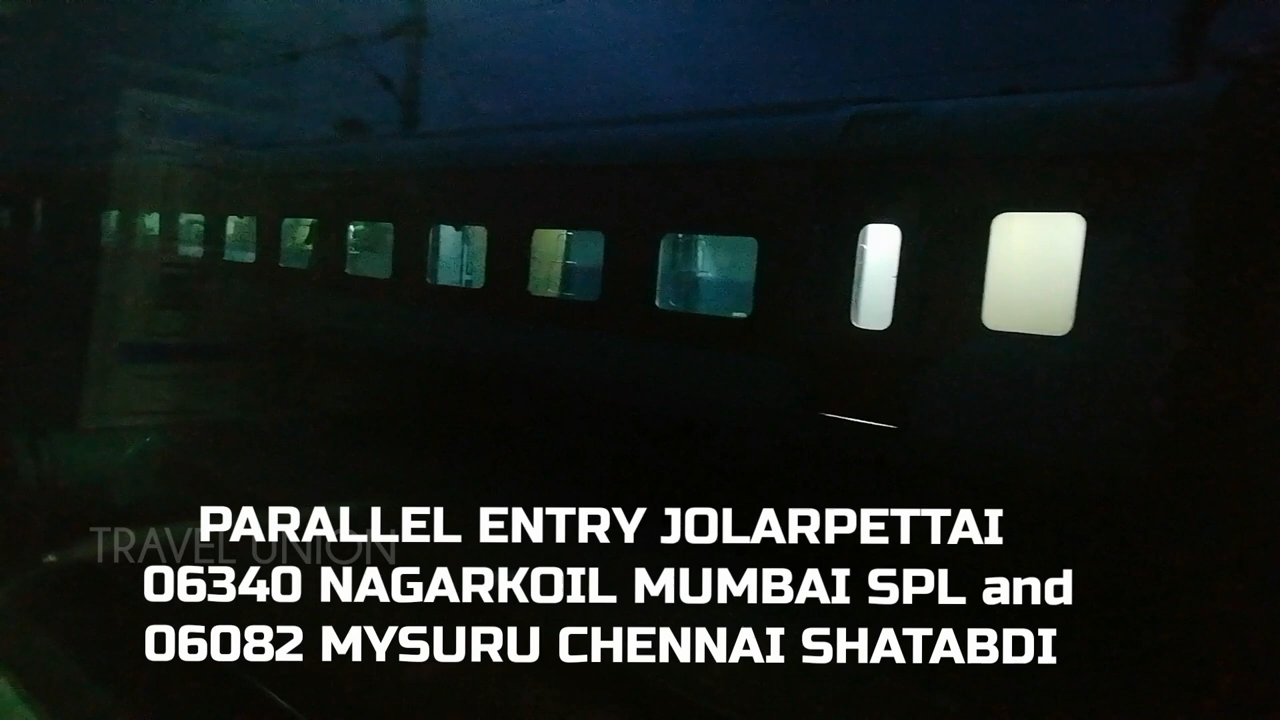 PARALLEL ENTRY JOLARPETTAI
TRAVEL UNION
06340 NAGARKOIL MUMBAI SPL and
06082 MYSURU CHENNAI SHATABDI